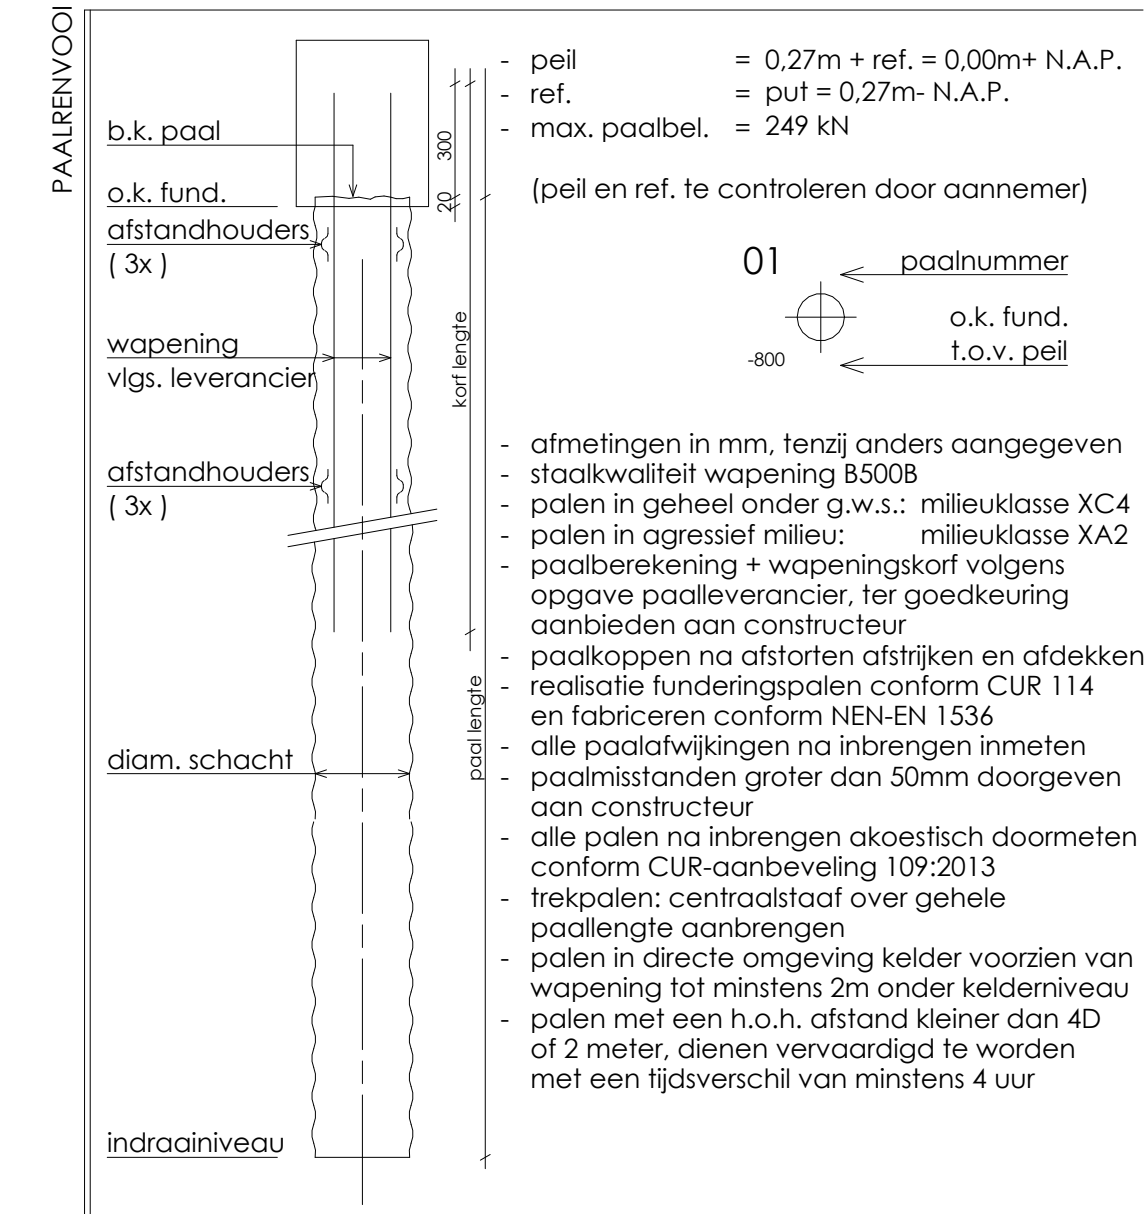 PAALRENVOOI
- peil = 0,27m + ref. = 0,00m+ N.A.P.
- ref. = put = 0,27m- N.A.P.
- max. paalbel. = 249 kN
(peil en ref. te controleren door aannemer)
b.k. paal
o.k. fund.
afstandhouders
( 3x )
wapening
vlgs. leverancier
afstandhouders
( 3x )
diam. schacht
indraainiveau
300
20
korf lengte
paal lengte
01
paalnummer
o.k. fund.
t.o.v. peil
-800
- afmetingen in mm, tenzij anders aangegeven
- staalkwaliteit wapening B500B
- palen in geheel onder g.w.s.: milieuklasse XC4
- palen in agressief milieu: milieuklasse XA2
- paalberekening + wapeningskorf volgens
opgave paalleverancier, ter goedkeuring
aanbieden aan constructeur
- paalkoppen na afstorten afstrijken en afdekken
- realisatie funderingspalen conform CUR 114
en fabriceren conform NEN-EN 1536
- alle paalafwijkingen na inbrengen inmeten
- paalmisstanden groter dan 50mm doorgeven
aan constructeur
- alle palen na inbrengen akoestisch doormeten
conform CUR-aanbeveling 109:2013
- trekpalen: centraalstaaf over gehele
paallengte aanbrengen
- palen in directe omgeving kelder voorzien van
wapening tot minstens 2m onder kelderniveau
- palen met een h.o.h. afstand kleiner dan 4D
of 2 meter, dienen vervaardigd te worden
met een tijdsverschil van minstens 4 uur